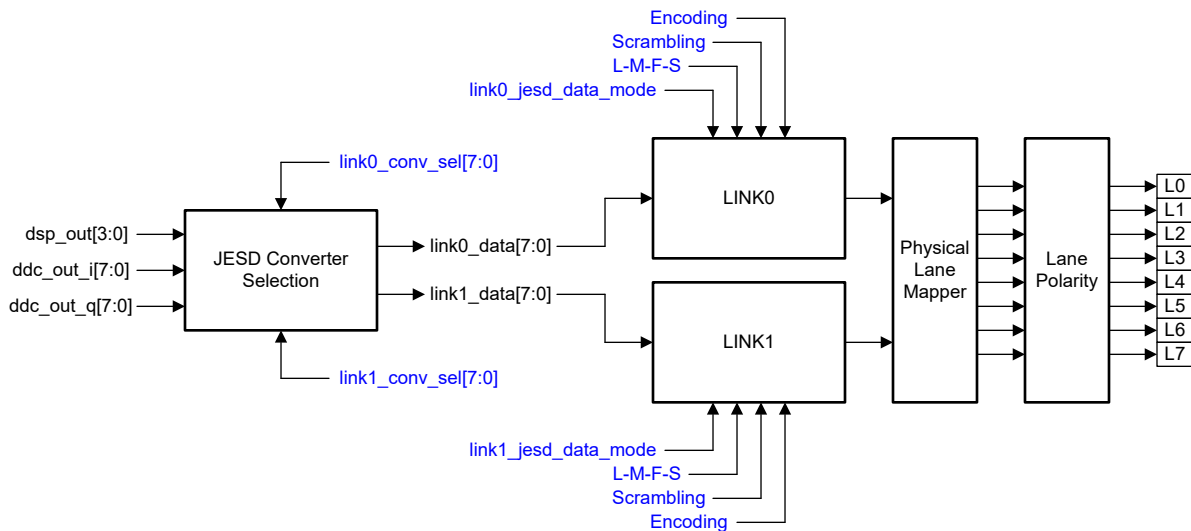 Encoding
Scrambling
L-M-F-S
link0_jesd_data_mode
link0_conv_sel[7:0]
dsp_out[3:0]
ddc_out_i[7:0]
ddc_out_q[7:0]
JESD Converter
Selection
link0_data[7:0]
link1_data[7:0]
link1_conv_sel[7:0]
LINK0
LINK1
link1_jesd_data_mode
L-M-F-S
Scrambling
Encoding
Physical
Lane
Mapper
Lane
Polarity
L0
L1
L2
L3
L4
L5
L6
L7